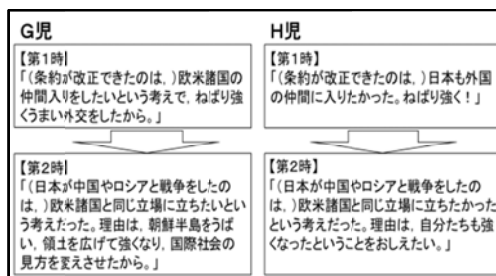 G児
【第1時】
「(条約が改正できたのは,)欧米諸国の
仲間入りをしたいという考えで,ねばり強
くうまい外交をしたから。」
【第2時】
「(日本が中国やロシアと戦争をしたの
は,)欧米諸国と同じ立場に立ちたいとい
う考えだった。理由は,朝鮮半島をうば
い,領土を広げて強くなり,国際社会の
見方を変えさせたから。」
H児
【第1時】
「(条約が改正できたのは,)日本も外国
の仲間に入りたかった。ねばり強く!」
【第2時】
「(日本が中国やロシアと戦争をしたの
は,)欧米諸国と同じ立場に立ちたかった
という考えだった。理由は,自分たちも強
くなったということをおしえたい。」